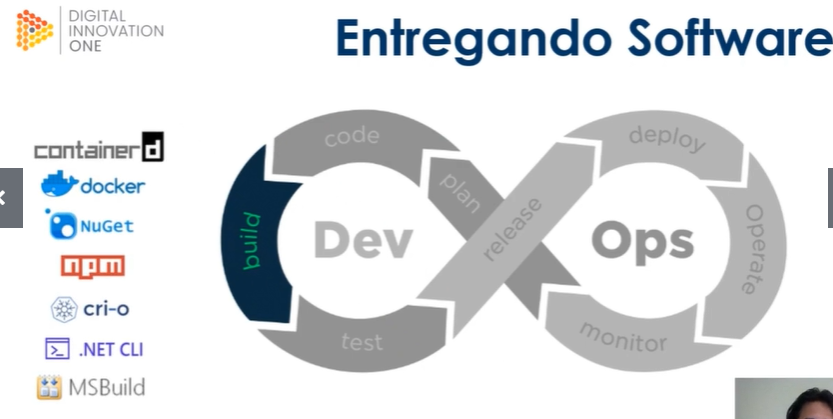 DIGITAL
INNOVATION
ONE
Entregando Software
containerd
docker
NuGet
npm
cri-o
.NET CLI
MSBuild
code
plan
build
test
release
deploy
Operate
monitor
Dev
Ops